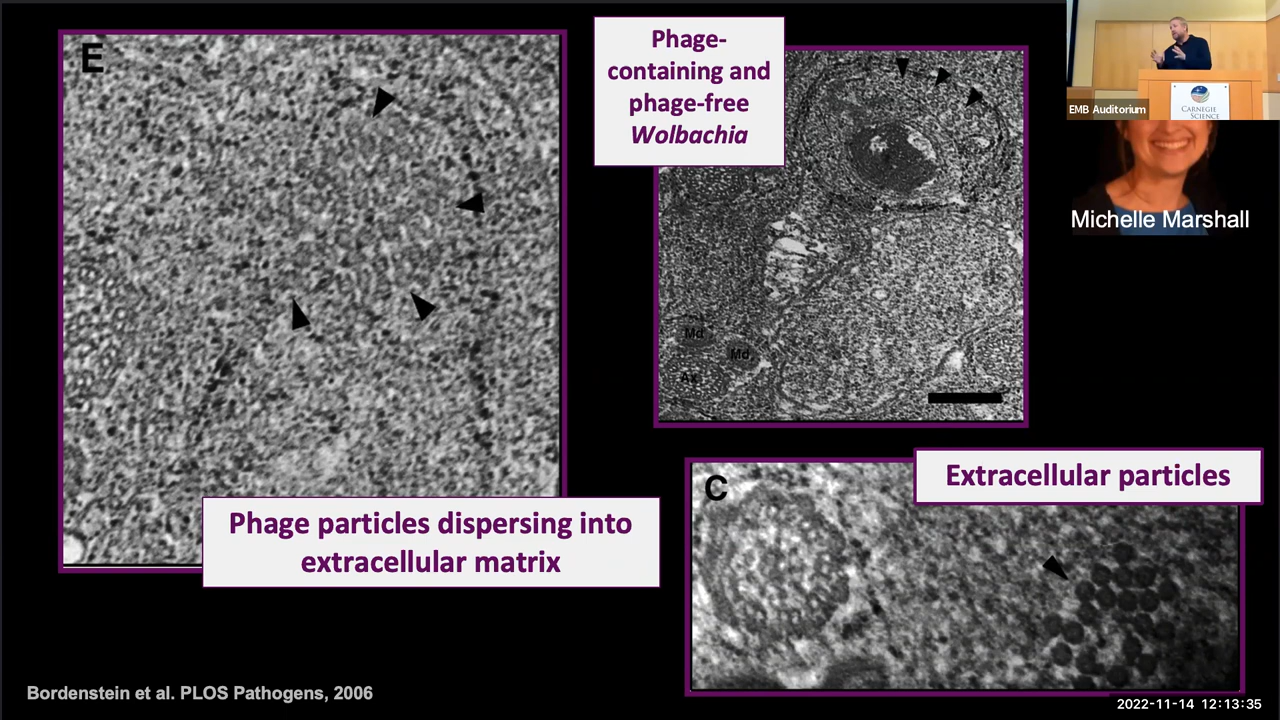 E
Phage-
containing and
phage-free
Wolbachia
Md
Md
Ax
EMB Auditorium
CARNEGIE
SCIENCE
Michelle Marshall
Phage particles dispersing into
extracellular matrix
C
Extracellular particles
Bordenstein et al. PLOS Pathogens, 2006
2022-11-14 12:13:35